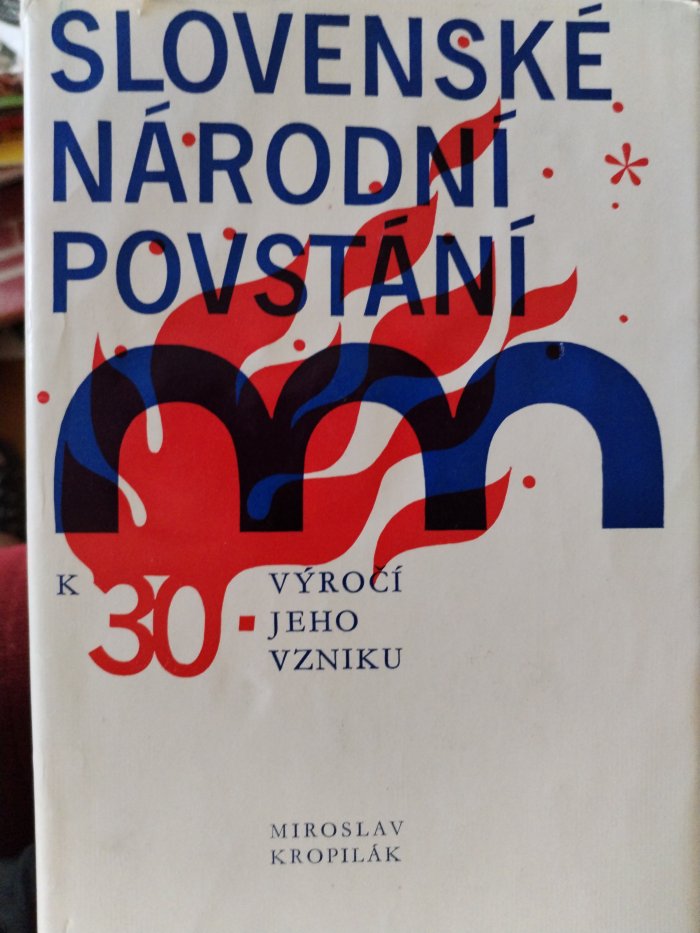 SLOVENSKÉ
NÁRODNÍ
POVSTÁNÍ
K 30. VÝROČÍ
JEHO
VZNIKU
MIROSLAV
KROPILÁK